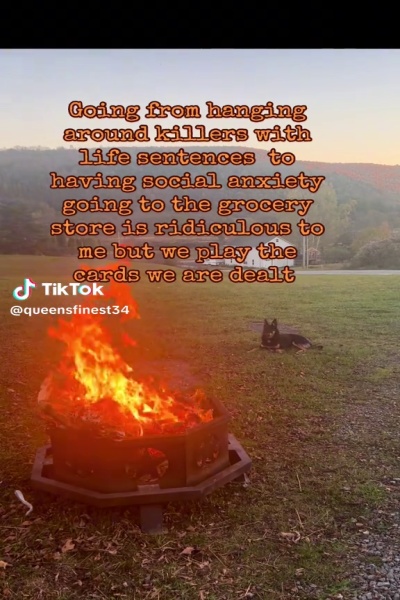 Going from hanging
around killers with
life sentences to
having social anxiety
going to the grocery
store is ridiculous to
me but we play the
cards we are dealt
TikTok
@queensfinest34